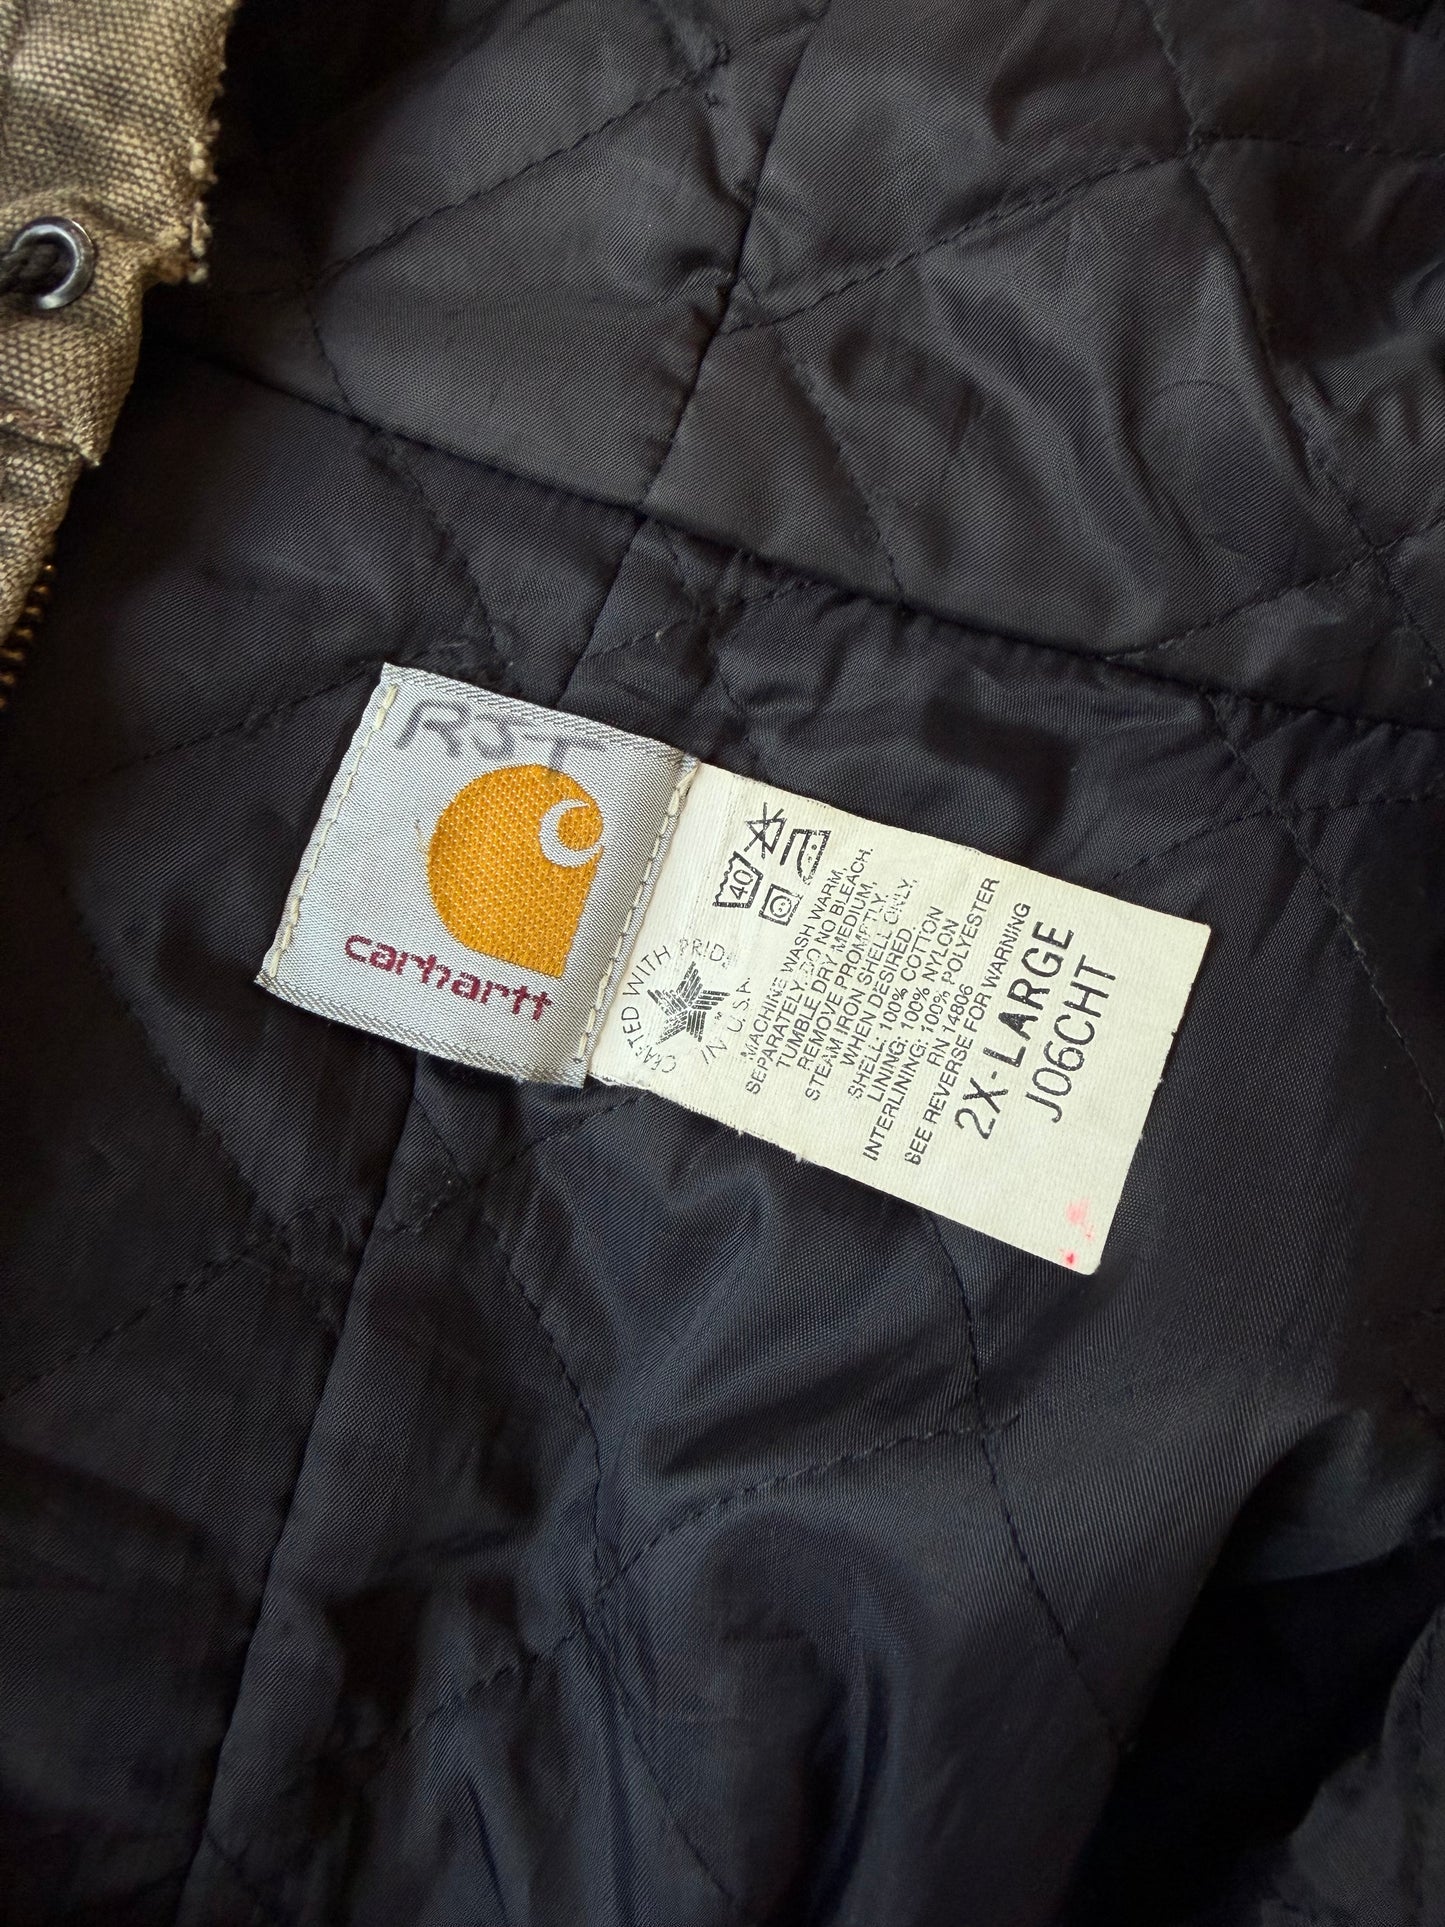 RJT
carhartt
CRAFTED WITH PRIDE
IN U.S.A.
40
MACHINE WASH WARM,
SEPARATELY. DO NO BLEACH.
TUMBLE DRY MEDIUM,
REMOVE PROMPTLY.
STEAM IRON SHELL ONLY,
WHEN DESIRED.
SHELL: 100% COTTON
LINING: 100% NYLON
INTERLINING: 100% POLYESTER
RN 14806
SEE REVERSE FOR WARNING
2X-LARGE
J06CHT